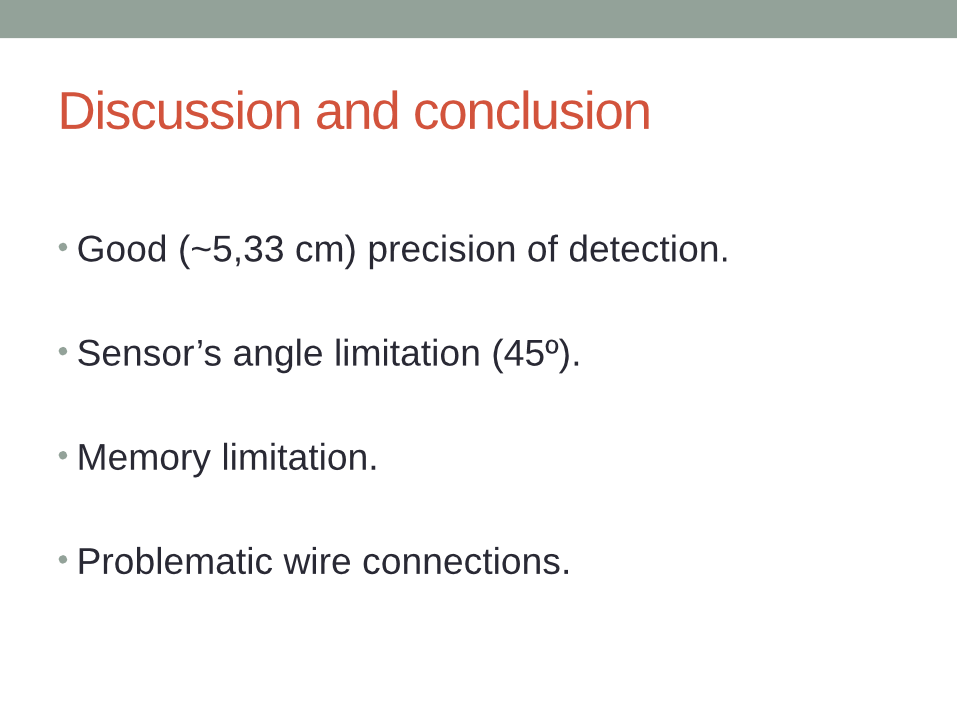 Discussion and conclusion
• Good (~5,33 cm) precision of detection.
• Sensor’s angle limitation (45º).
• Memory limitation.
• Problematic wire connections.